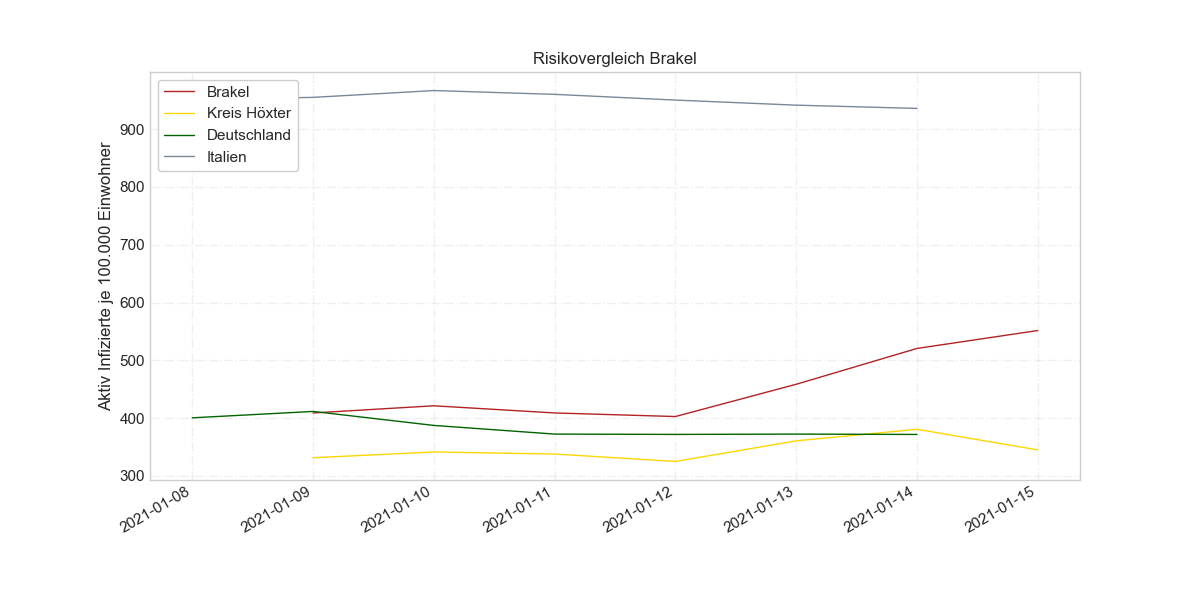 Risikovergleich Brakel
Brakel
Kreis Höxter
Deutschland
Italien
Aktiv Infizierte je 100.000 Einwohner
900
800
700
600
500
400
300
2021-01-08
2021-01-09
2021-01-10
2021-01-11
2021-01-12
2021-01-13
2021-01-14
2021-01-15